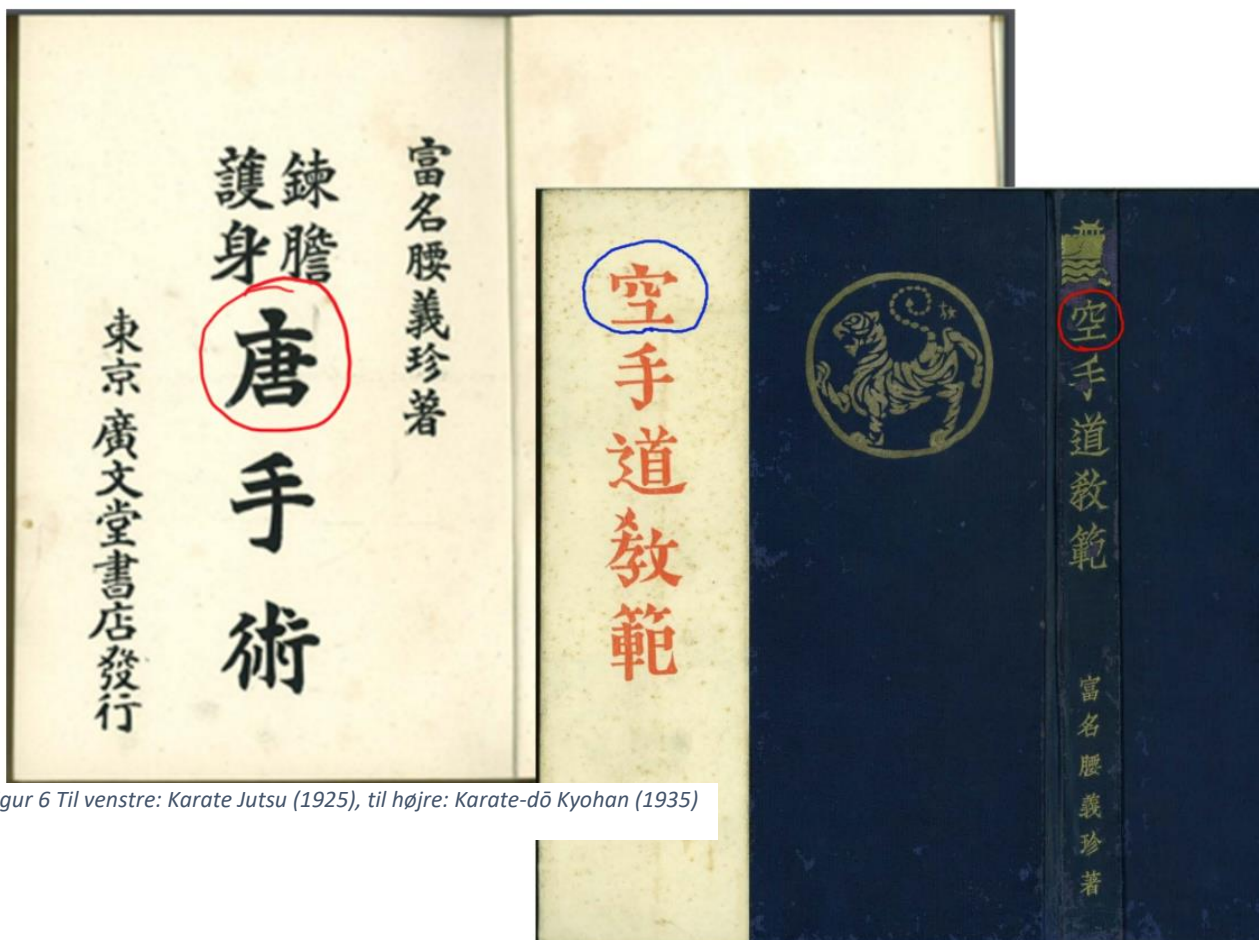 富名腰義珍著
鍊膽
護身
唐手術
東京 廣文堂書店發行
空手道敎範
空手道敎範
富名腰義珍著
gur 6 Til venstre: Karate Jutsu (1925), til højre: Karate-dō Kyohan (1935)